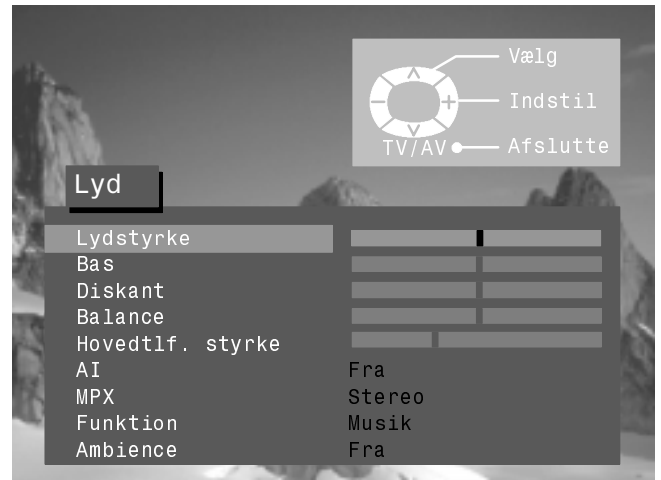 Vælg
Indstil
TV/AV Afslutte
Lyd
Lydstyrke
Bas
Diskant
Balance
Hovedtlf. styrke
AI Fra
MPX Stereo
Funktion Musik
Ambience Fra